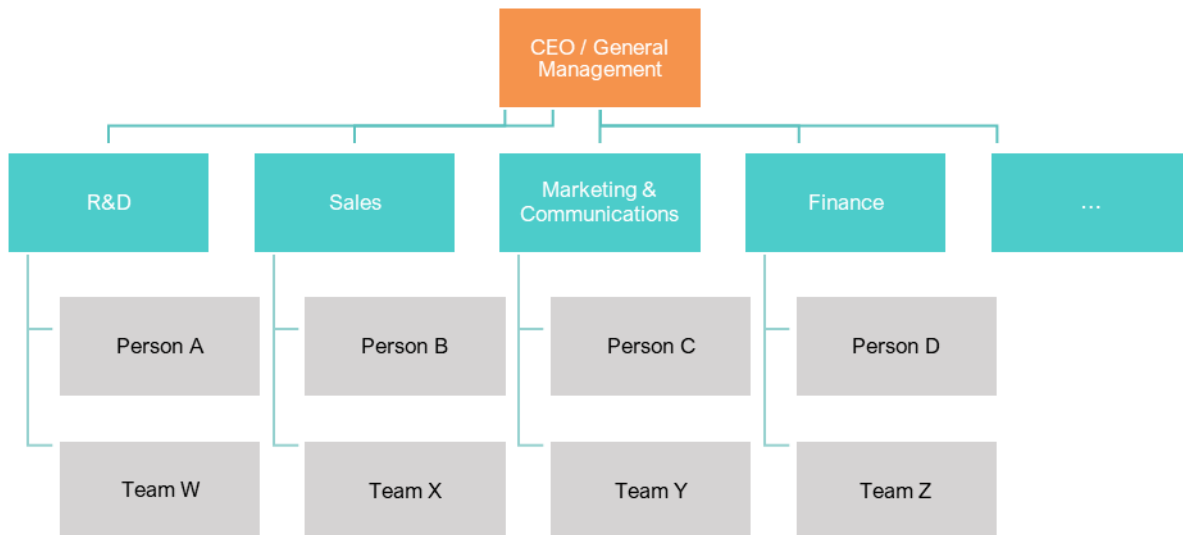 CEO / General
Management
R&D
Sales
Marketing &
Communications
Finance
…
Person A
Person B
Person C
Person D
Team W
Team X
Team Y
Team Z